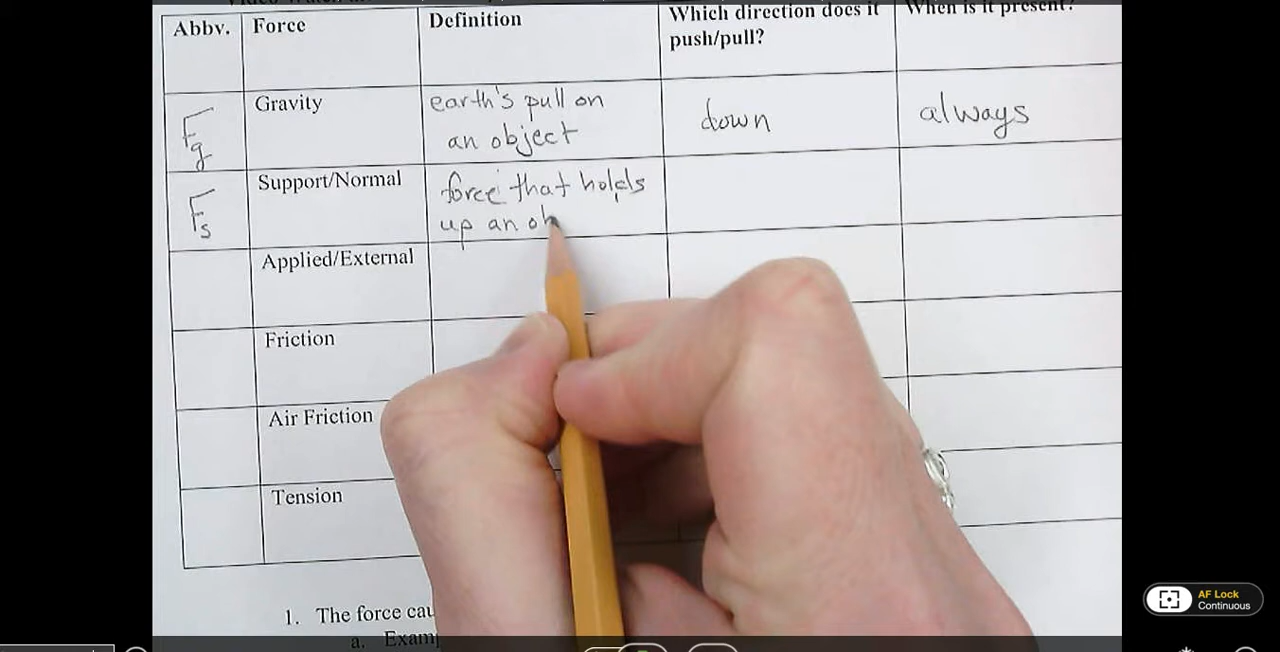 Abbv. Force Definition Which direction does it push/pull? When is it present?
Fg Gravity earth's pull on an object down always
Fs Support/Normal force that holds up an ob
Applied/External
Friction
Air Friction
Tension
1. The force cau
a. Examp
AF Lock
Continuous